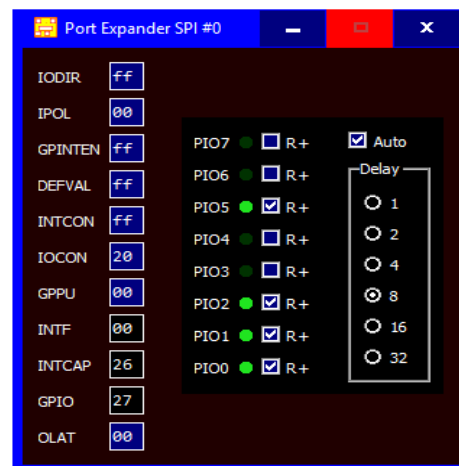 Port Expander SPI #0
IODIR ff
IPOL 00
GPINTEN ff
DEFVAL ff
INTCON ff
IOCON 20
GPPU 00
INTF 00
INTCAP 26
GPIO 27
OLAT 00
PIO7 R+
PIO6 R+
PIO5 R+
PIO4 R+
PIO3 R+
PIO2 R+
PIO1 R+
PIO0 R+
Auto
Delay
1
2
4
8
16
32